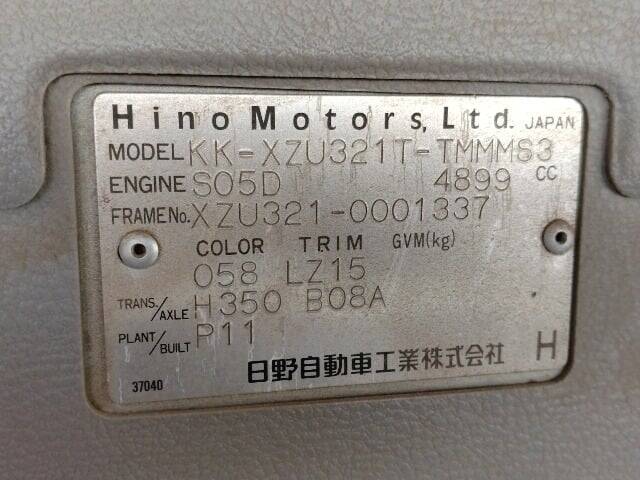 Hino Motors, Ltd. JAPAN
MODEL KK-XZU321T-TMMMS3
ENGINE S05D 4899 CC
FRAME No. XZU321-0001337
COLOR TRIM GVM(kg)
058 LZ15
TRANS./AXLE H350 B08A
PLANT/BUILT P11
日野自動車工業株式会社 H
37040